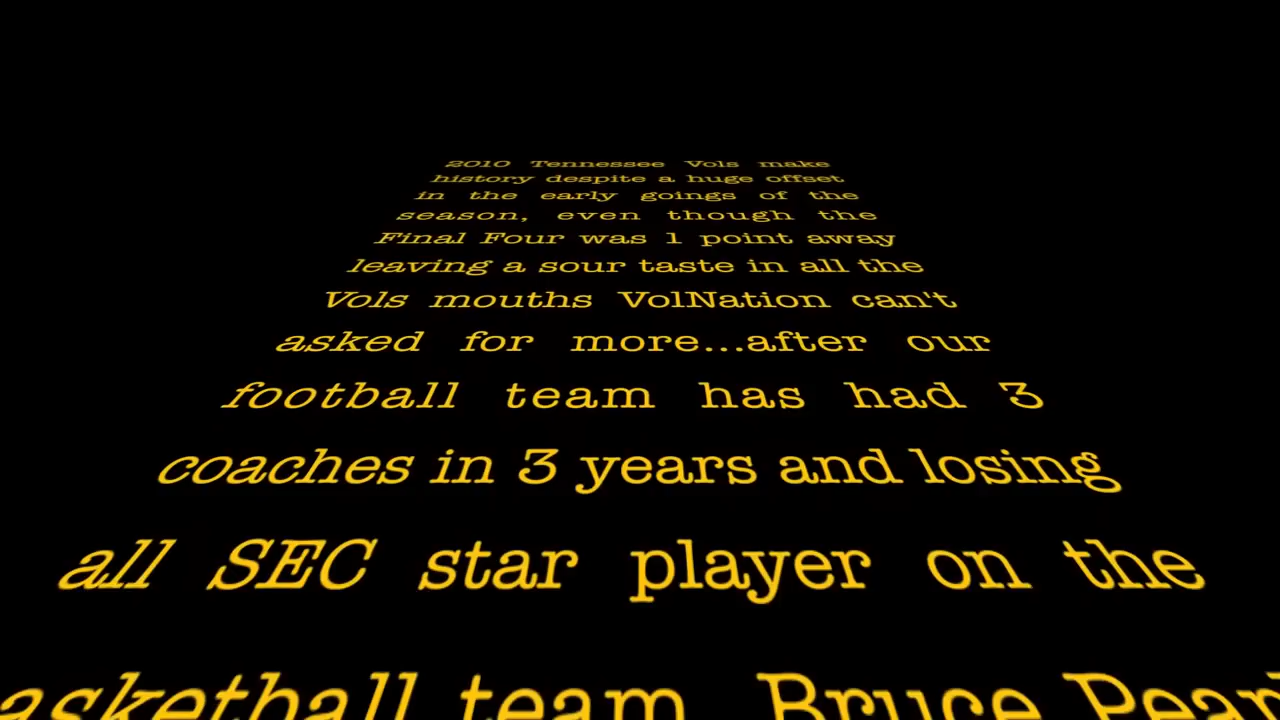 2010 Tennessee Vols make
history despite a huge offset
in the early goings of the
season, even though the
Final Four was 1 point away
leaving a sour taste in all the
Vols mouths VolNation can't
asked for more...after our
football team has had 3
coaches in 3 years and losing
all SEC star player on the
asketball team, Bruce Pearl